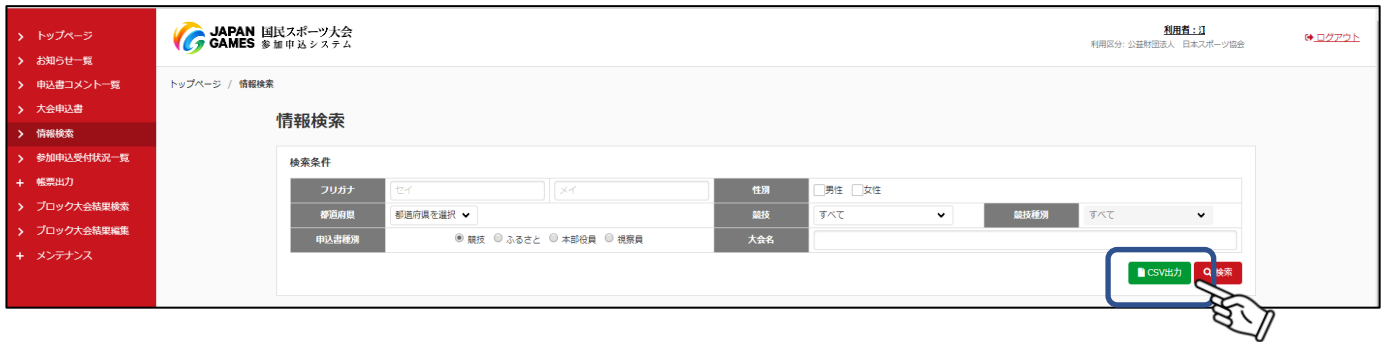 トップページ
お知らせ一覧
申込書コメント一覧
大会申込書
情報検索
参加申込受付状況一覧
帳票出力
ブロック大会結果検索
ブロック大会結果編集
メンテナンス
JAPAN GAMES 国民スポーツ大会 参加申込システム
利用者:
利用区分: 公益財団法人 日本スポーツ協会
ログアウト
トップページ / 情報検索
情報検索
検索条件
フリガナ セイ メイ 性別 男性 女性
都道府県 都道府県を選択 競技 すべて 競技種別 すべて
申込書種別 競技 ふるさと 本部役員 視察員 大会名
CSV出力 検索